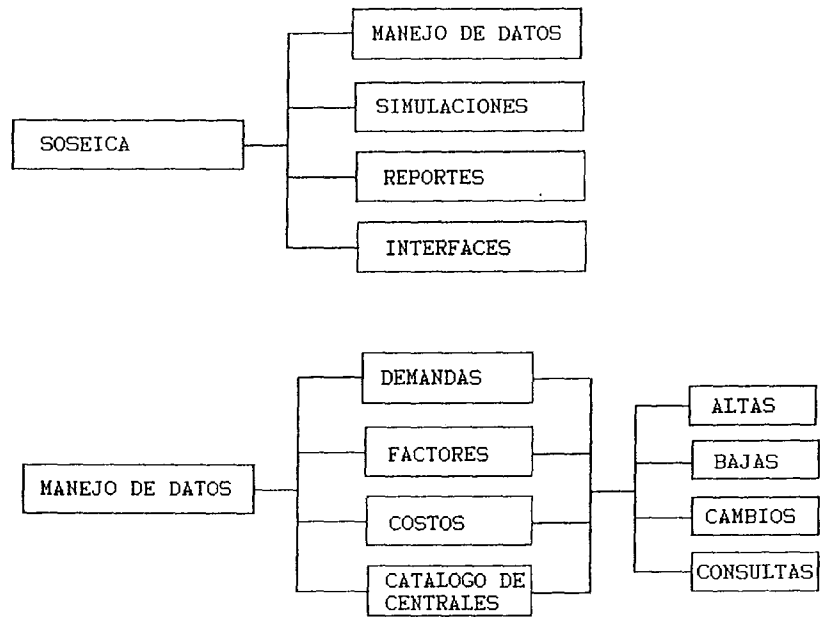 MANEJO DE DATOS
SIMULACIONES
SOSEICA
REPORTES
INTERFACES
DEMANDAS
ALTAS
FACTORES
BAJAS
MANEJO DE DATOS
COSTOS
CAMBIOS
CATALOGO DE
CENTRALES
CONSULTAS